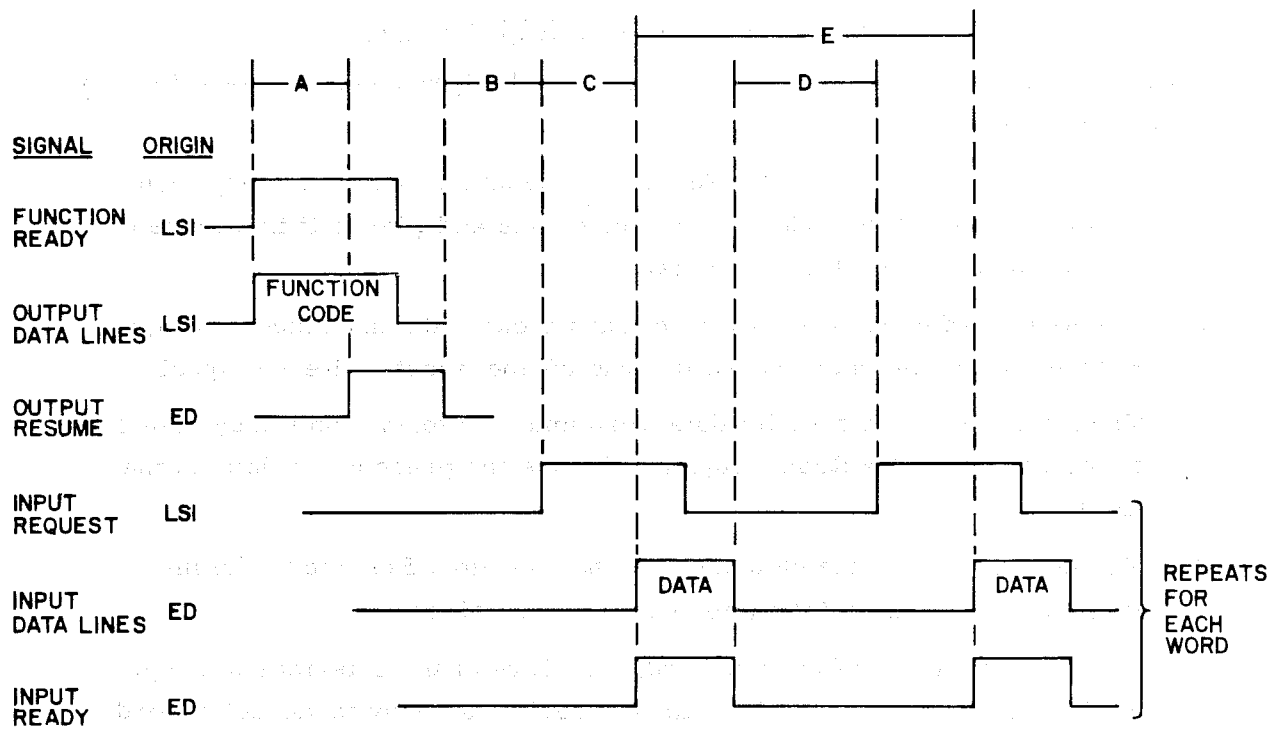 E
A
B
C
D
SIGNAL ORIGIN
FUNCTION
READY
LSI
FUNCTION
CODE
OUTPUT
DATA LINES
LSI
OUTPUT
RESUME
ED
INPUT
REQUEST
LSI
INPUT
DATA LINES
ED
DATA
DATA
INPUT
READY
ED
REPEATS
FOR
EACH
WORD